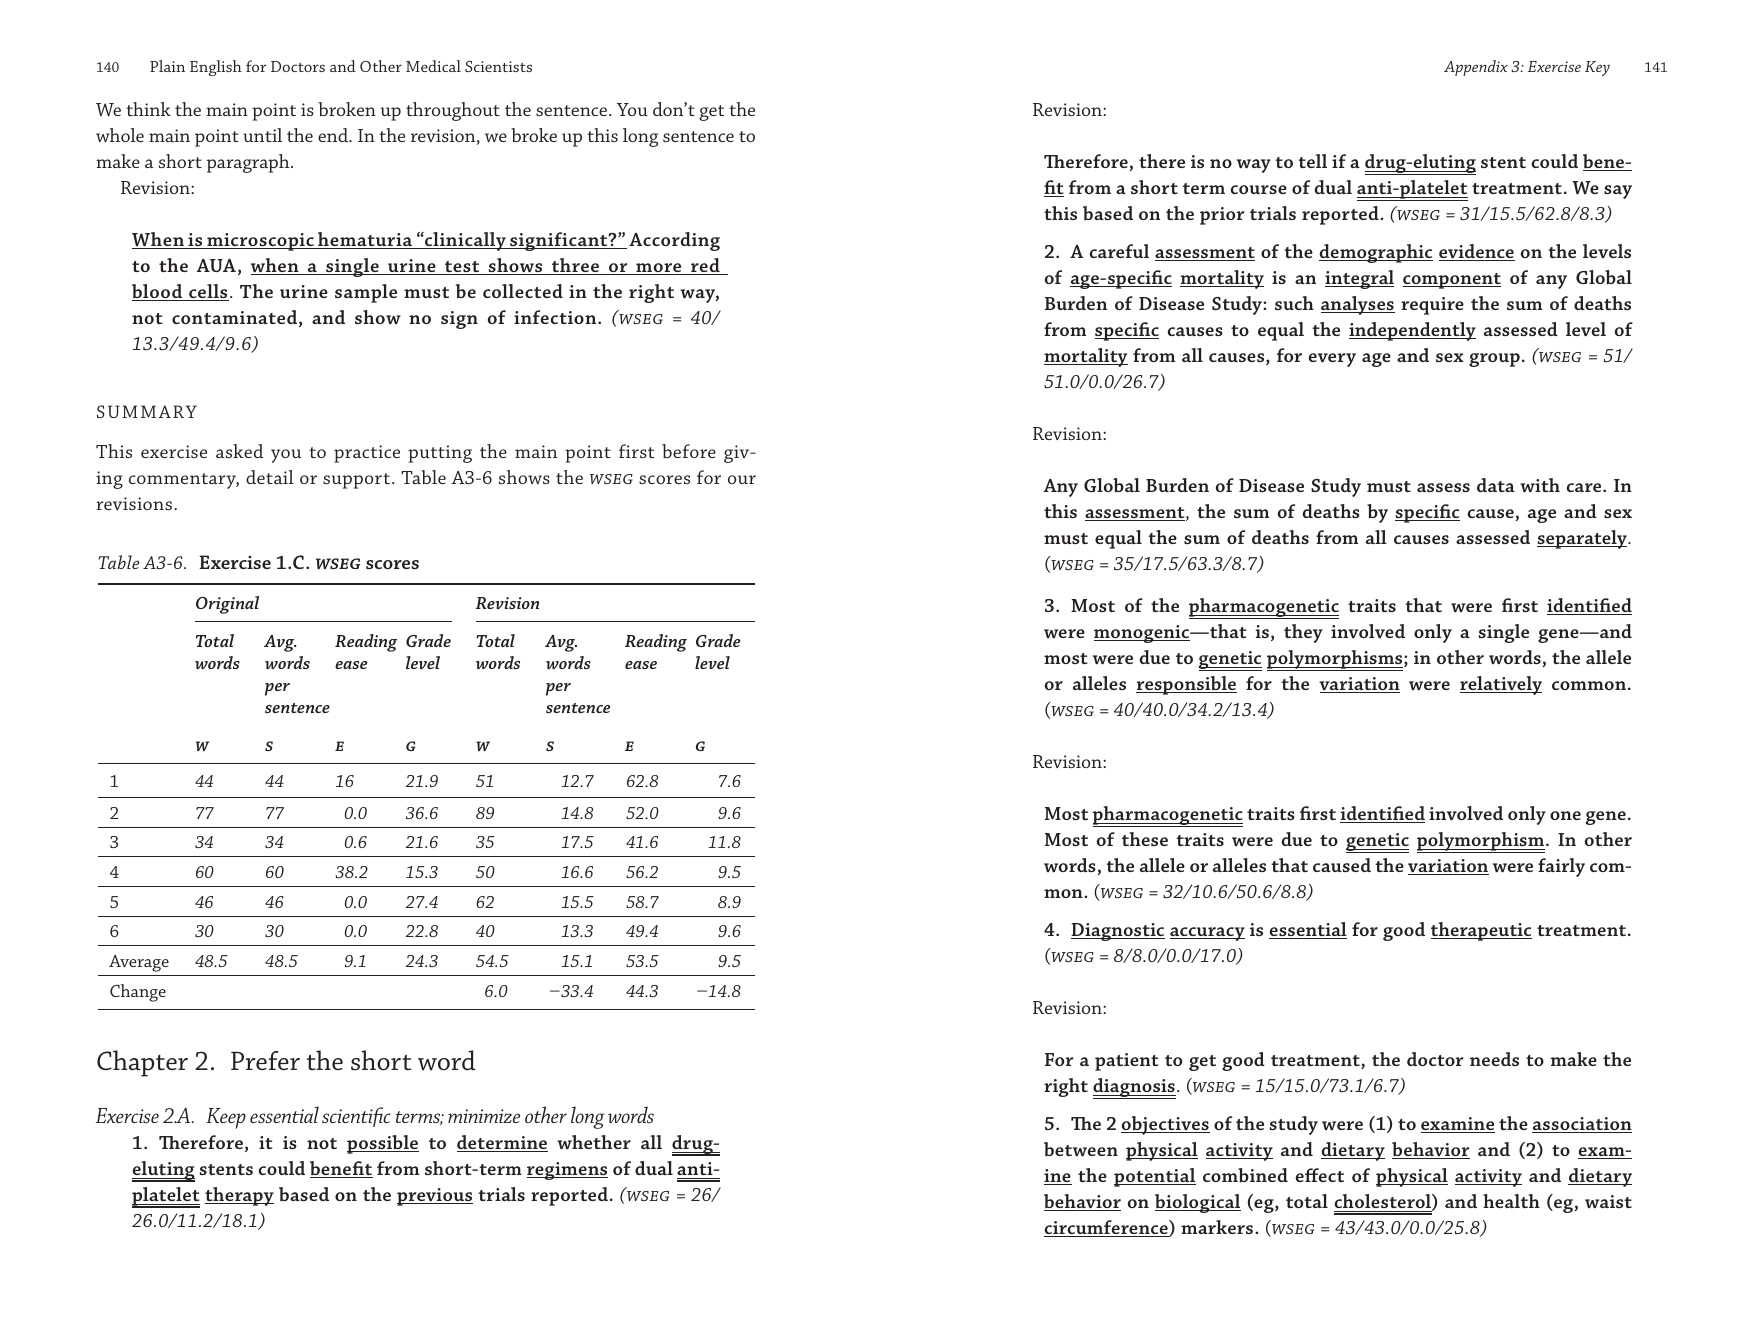 140 Plain English for Doctors and Other Medical Scientists
We think the main point is broken up throughout the sentence. You don’t get the
whole main point until the end. In the revision, we broke up this long sentence to
make a short paragraph.
Revision:
When is microscopic hematuria “clinically significant?” According
to the AUA, when a single urine test shows three or more red
blood cells. The urine sample must be collected in the right way,
not contaminated, and show no sign of infection. (WSEG = 40/
13.3/49.4/9.6)
SUMMARY
This exercise asked you to practice putting the main point first before giv-
ing commentary, detail or support. Table A3-6 shows the WSEG scores for our
revisions.
Table A3-6. Exercise 1.C. WSEG scores
Original Revision
Total Avg. Reading Grade Total Avg. Reading Grade
words words ease level words words ease level
per per
sentence sentence
W S E G W S E G
1 44 44 16 21.9 51 12.7 62.8 7.6
2 77 77 0.0 36.6 89 14.8 52.0 9.6
3 34 34 0.6 21.6 35 17.5 41.6 11.8
4 60 60 38.2 15.3 50 16.6 56.2 9.5
5 46 46 0.0 27.4 62 15.5 58.7 8.9
6 30 30 0.0 22.8 40 13.3 49.4 9.6
Average 48.5 48.5 9.1 24.3 54.5 15.1 53.5 9.5
Change 6.0 −33.4 44.3 −14.8
Chapter 2. Prefer the short word
Exercise 2.A. Keep essential scientific terms; minimize other long words
1. Therefore, it is not possible to determine whether all drug-
eluting stents could benefit from short-term regimens of dual anti-
platelet therapy based on the previous trials reported. (WSEG = 26/
26.0/11.2/18.1)
Appendix 3: Exercise Key 141
Revision:
Therefore, there is no way to tell if a drug-eluting stent could bene-
fit from a short term course of dual anti-platelet treatment. We say
this based on the prior trials reported. (WSEG = 31/15.5/62.8/8.3)
2. A careful assessment of the demographic evidence on the levels
of age-specific mortality is an integral component of any Global
Burden of Disease Study: such analyses require the sum of deaths
from specific causes to equal the independently assessed level of
mortality from all causes, for every age and sex group. (WSEG = 51/
51.0/0.0/26.7)
Revision:
Any Global Burden of Disease Study must assess data with care. In
this assessment, the sum of deaths by specific cause, age and sex
must equal the sum of deaths from all causes assessed separately.
(WSEG = 35/17.5/63.3/8.7)
3. Most of the pharmacogenetic traits that were first identified
were monogenic—that is, they involved only a single gene—and
most were due to genetic polymorphisms; in other words, the allele
or alleles responsible for the variation were relatively common.
(WSEG = 40/40.0/34.2/13.4)
Revision:
Most pharmacogenetic traits first identified involved only one gene.
Most of these traits were due to genetic polymorphism. In other
words, the allele or alleles that caused the variation were fairly com-
mon. (WSEG = 32/10.6/50.6/8.8)
4. Diagnostic accuracy is essential for good therapeutic treatment.
(WSEG = 8/8.0/0.0/17.0)
Revision:
For a patient to get good treatment, the doctor needs to make the
right diagnosis. (WSEG = 15/15.0/73.1/6.7)
5. The 2 objectives of the study were (1) to examine the association
between physical activity and dietary behavior and (2) to exam-
ine the potential combined effect of physical activity and dietary
behavior on biological (eg, total cholesterol) and health (eg, waist
circumference) markers. (WSEG = 43/43.0/0.0/25.8)